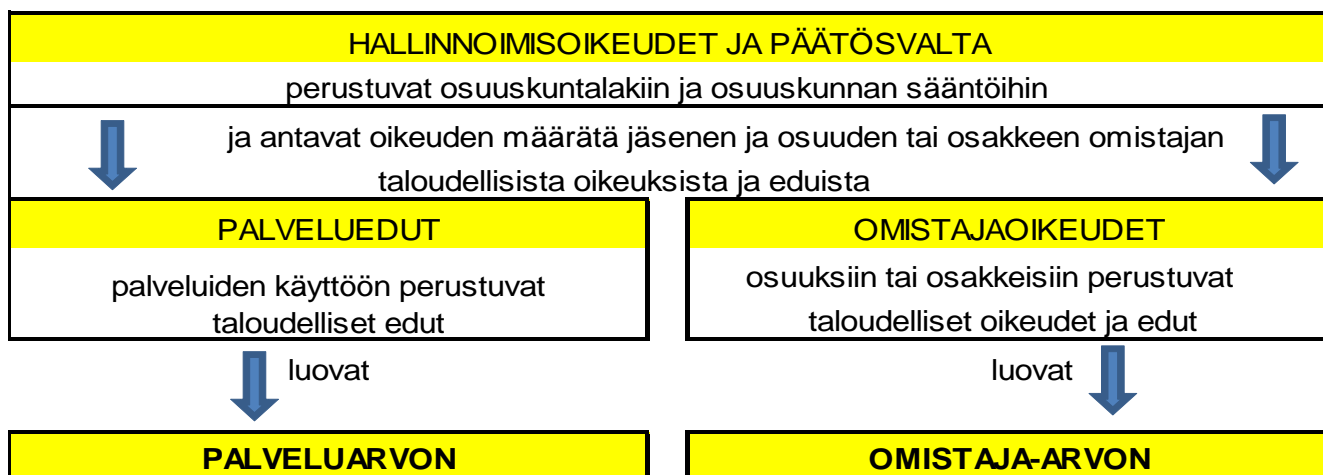 HALLINNOIMISOIKEUDET JA PÄÄTÖSVALTA
perustuvat osuuskuntalakiin ja osuuskunnan sääntöihin
ja antavat oikeuden määrätä jäsenen ja osuuden tai osakkeen omistajan
taloudellisista oikeuksista ja eduista
PALVELUEDUT
palveluiden käyttöön perustuvat
taloudelliset edut
luovat
PALVELUARVON
OMISTAJAOIKEUDET
osuuksiin tai osakkeisiin perustuvat
taloudelliset oikeudet ja edut
luovat
OMISTAJA-ARVON